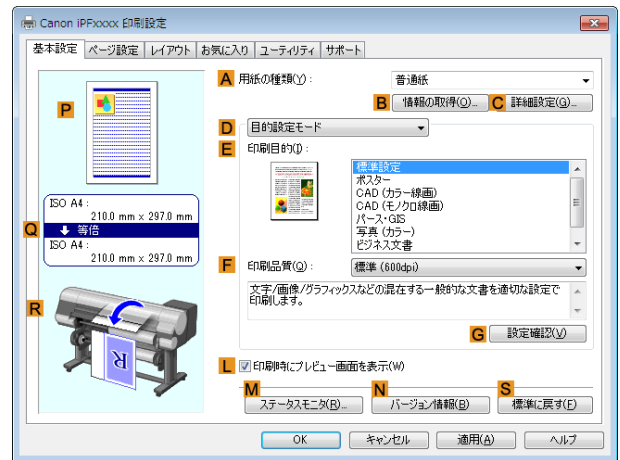 Canon iPFxxxx 印刷設定
基本設定 ページ設定 レイアウト お気に入り ユーティリティ サポート
A 用紙の種類(Y): 普通紙
B 情報の取得(O)... C 詳細設定(G)...
D 目的設定モード
E 印刷目的(I):
標準設定
ポスター
CAD (カラー線画)
CAD (モノクロ線画)
パース・GIS
写真 (カラー)
ビジネス文書
F 印刷品質(Q): 標準 (600dpi)
文字/画像/グラフィックスなどの混在する一般的な文書を適切な設定で
印刷します。
G 設定確認(V)
P
ISO A4 :
210.0 mm x 297.0 mm
Q 等倍
ISO A4 :
210.0 mm x 297.0 mm
R
R
L 印刷時にプレビュー画面を表示(W)
M N S
ステータスモニタ(R)... バージョン情報(B) 標準に戻す(F)
OK キャンセル 適用(A) ヘルプ